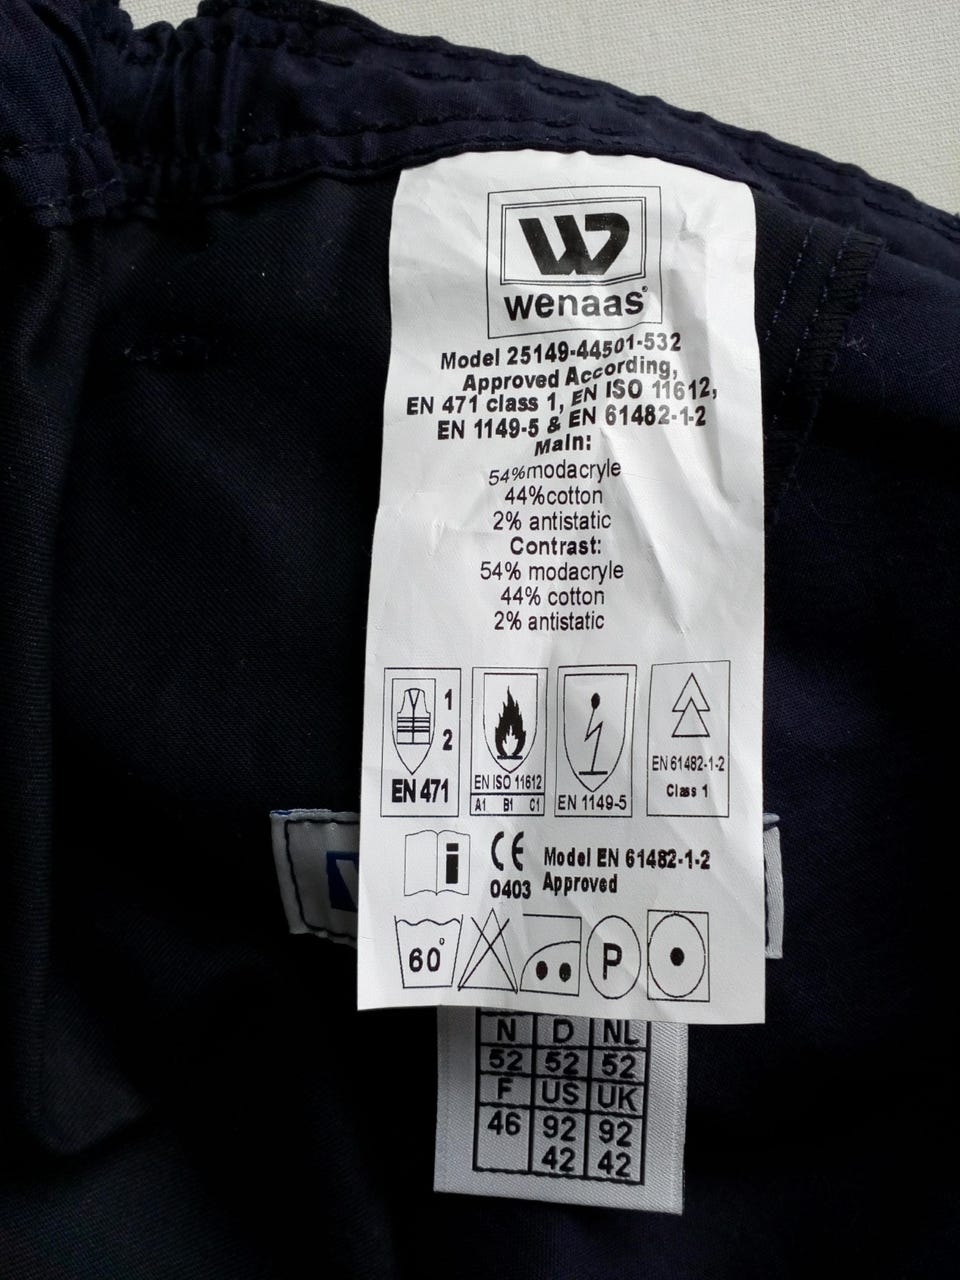 W
wenaas®
Model 25149-44501-532
Approved According,
EN 471 class 1, EN ISO 11612,
EN 1149-5 & EN 61482-1-2
Main:
54%modacryle
44%cotton
2% antistatic
Contrast:
54% modacryle
44% cotton
2% antistatic
1
2
EN 471
EN ISO 11612
A1 B1 C1
EN 1149-5
EN 61482-1-2
Class 1
i
CE
0403
Model EN 61482-1-2
Approved
60°
P
N D NL
52 52 52
F US UK
46 92 92
42 42